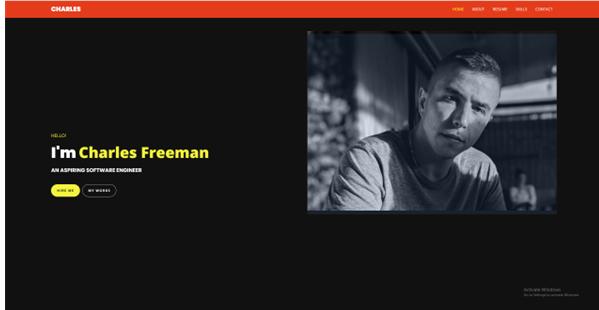 CHARLES
HOME ABOUT RESUME SKILLS CONTACT
HELLO!
I'm Charles Freeman
AN ASPIRING SOFTWARE ENGINEER
HIRE ME MY WORKS
Activate Windows
Go to Settings to activate Windows.